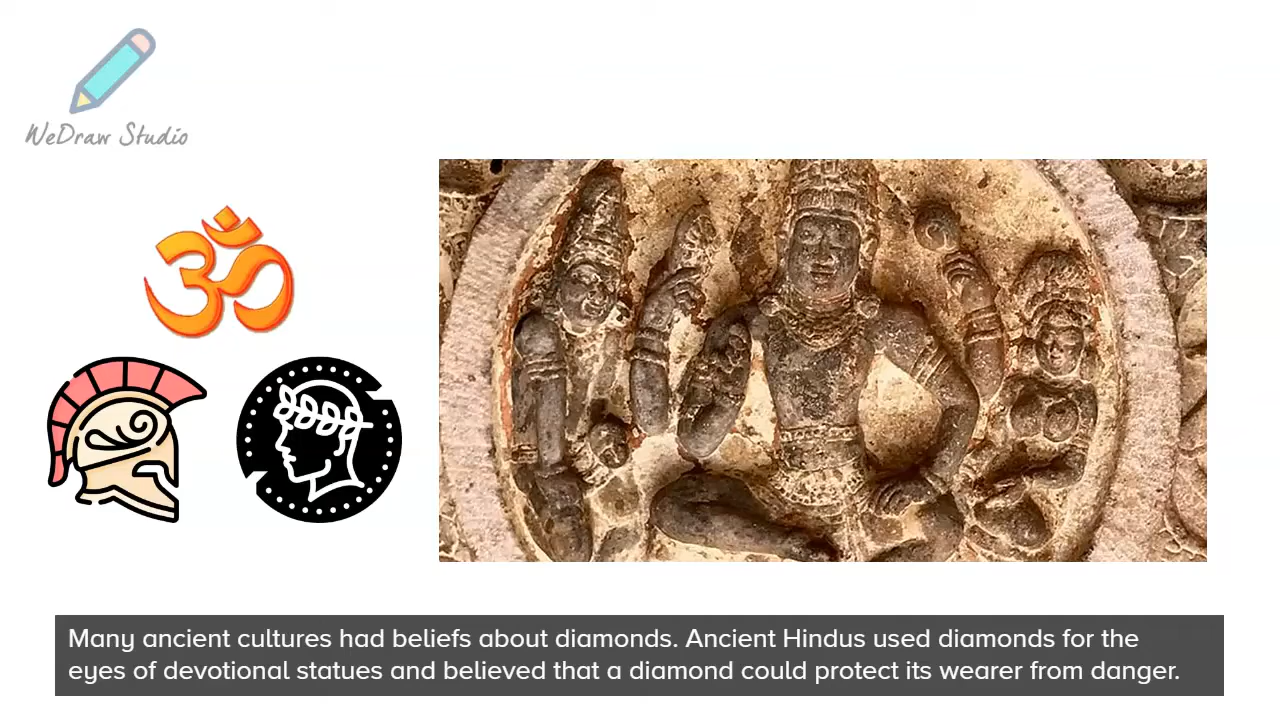 WeDraw Studio
ॐ
Many ancient cultures had beliefs about diamonds. Ancient Hindus used diamonds for the
eyes of devotional statues and believed that a diamond could protect its wearer from danger.